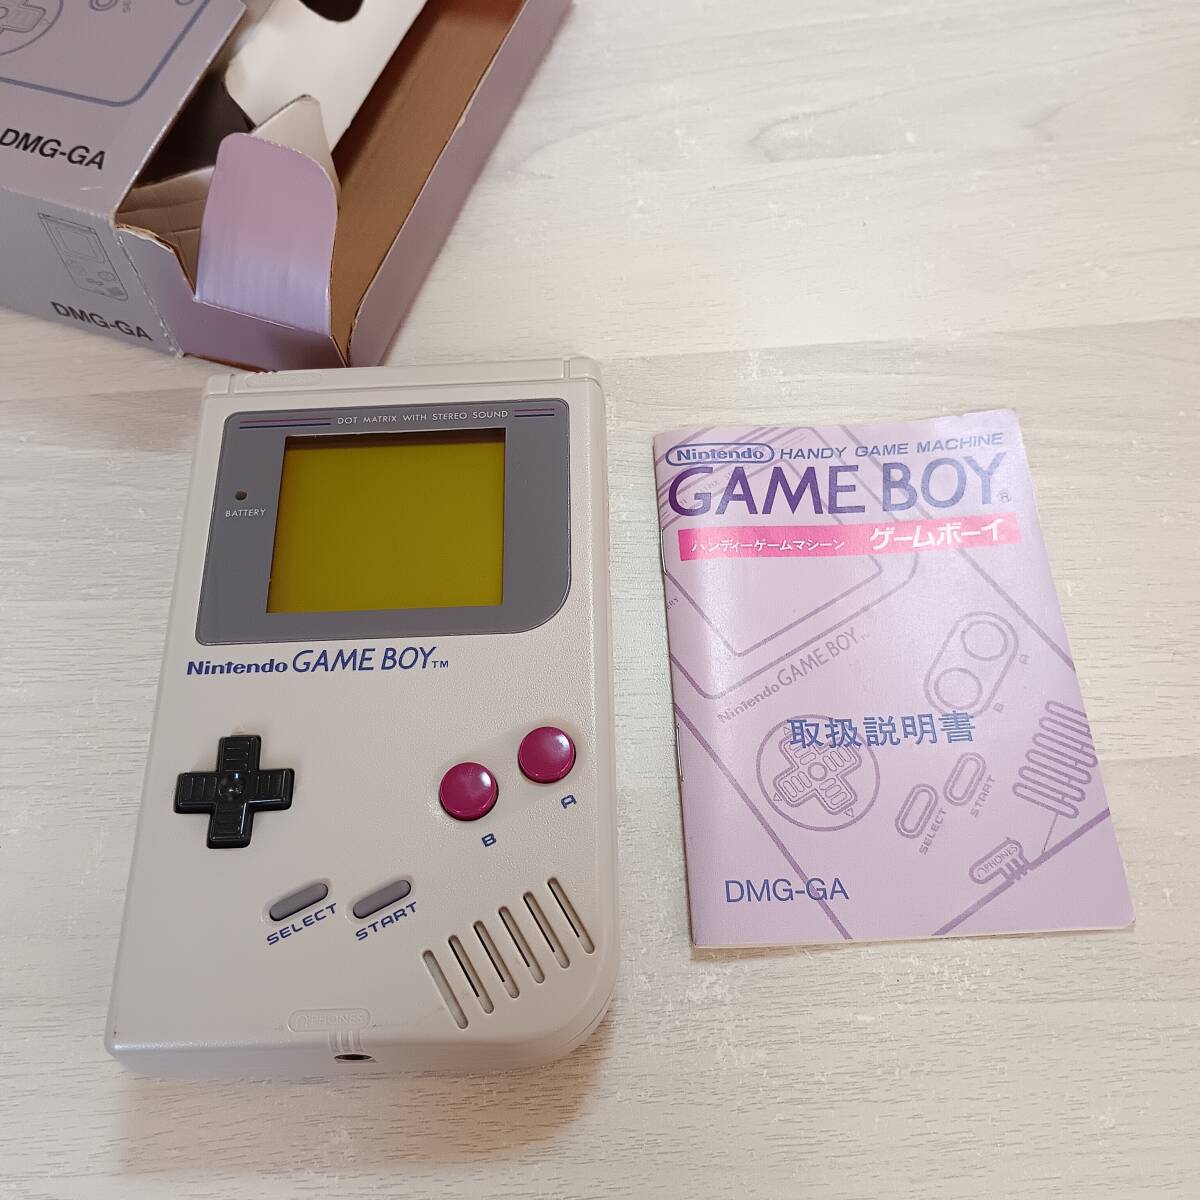 DMG-GA
DMG-GA
DOT MATRIX WITH STEREO SOUND
BATTERY
Nintendo GAME BOY™
B
A
SELECT
START
PHONES
Nintendo HANDY GAME MACHINE
GAME BOY®
ハンディーゲームマシーン ゲームボーイ
Nintendo GAME BOY™
A
B
取扱説明書
SELECT
START
PHONES
DMG-GA